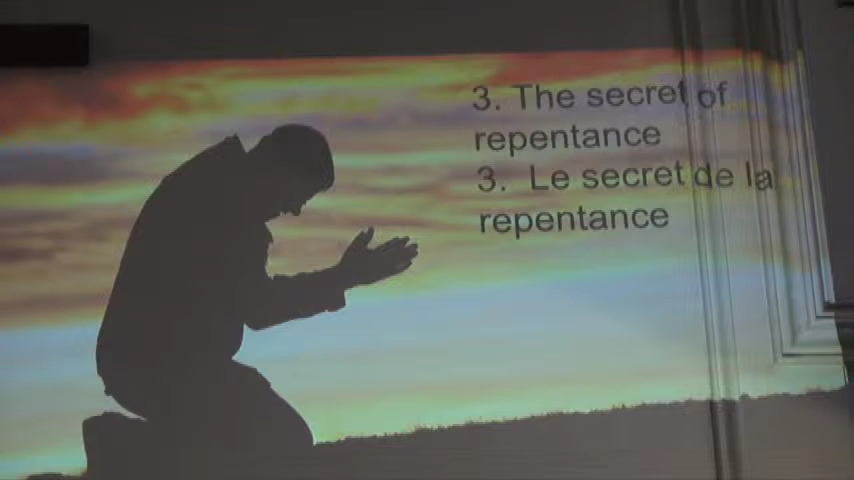 3. The secret of
repentance
3. Le secret de la
repentance